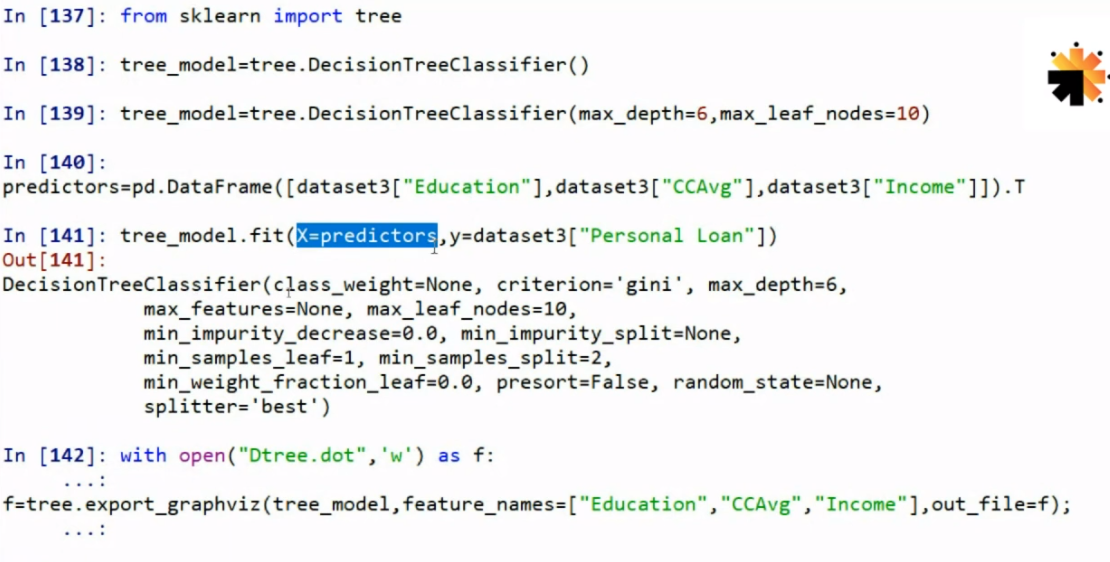 In [137]: from sklearn import tree
In [138]: tree_model=tree.DecisionTreeClassifier()
In [139]: tree_model=tree.DecisionTreeClassifier(max_depth=6,max_leaf_nodes=10)
In [140]:
predictors=pd.DataFrame([dataset3["Education"],dataset3["CCAvg"],dataset3["Income"]]).T
In [141]: tree_model.fit(X=predictors,y=dataset3["Personal Loan"])
Out[141]:
DecisionTreeClassifier(class_weight=None, criterion='gini', max_depth=6,
max_features=None, max_leaf_nodes=10,
min_impurity_decrease=0.0, min_impurity_split=None,
min_samples_leaf=1, min_samples_split=2,
min_weight_fraction_leaf=0.0, presort=False, random_state=None,
splitter='best')
In [142]: with open("Dtree.dot",'w') as f:
...:
f=tree.export_graphviz(tree_model,feature_names=["Education","CCAvg","Income"],out_file=f);
...: